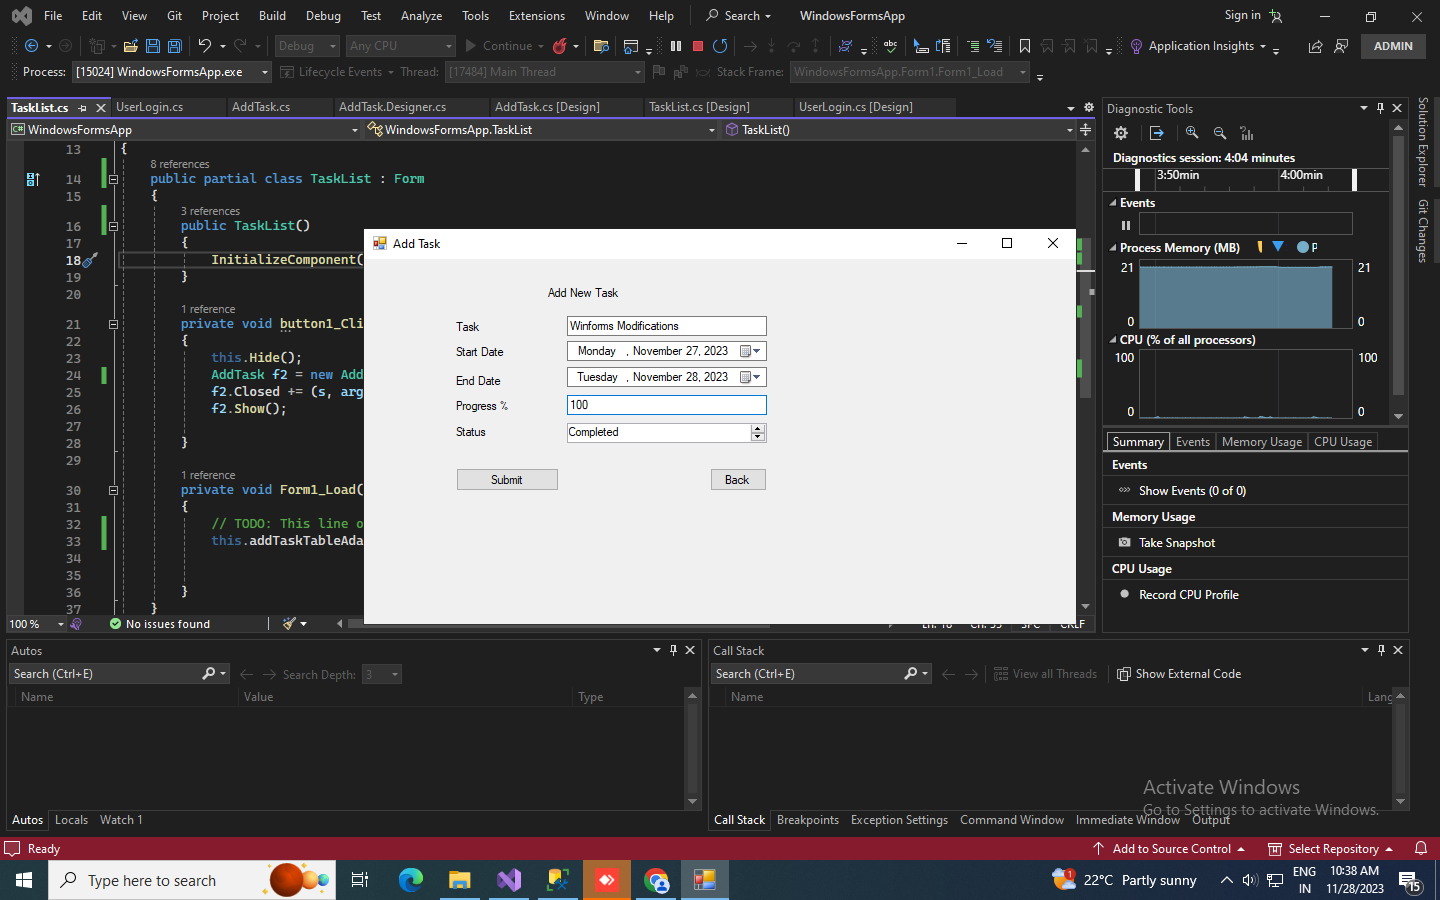 File Edit View Git Project Build Debug Test Analyze Tools Extensions Window Help Search WindowsFormsApp Sign in
Debug Any CPU Continue Application Insights ADMIN
Process: [15024] WindowsFormsApp.exe Lifecycle Events Thread: [17484] Main Thread Stack Frame: WindowsFormsApp.Form1.Form1_Load
TaskList.cs UserLogin.cs AddTask.cs AddTask.Designer.cs AddTask.cs [Design] TaskList.cs [Design] UserLogin.cs [Design]
C# WindowsFormsApp WindowsFormsApp.TaskList TaskList()
13 {
8 references
14 public partial class TaskList : Form
15 {
3 references
16 public TaskList()
17 {
18 InitializeComponent(
19 }
20
1 reference
21 private void button1_Cli
22 {
23 this.Hide();
24 AddTask f2 = new Add
25 f2.Closed += (s, arg
26 f2.Show();
27
28 }
29
1 reference
30 private void Form1_Load(
31 {
32 // TODO: This line o
33 this.addTaskTableAda
34
35
36 }
37 }
100 % No issues found
Add Task
Add New Task
Task Winforms Modifications
Start Date Monday , November 27, 2023
End Date Tuesday , November 28, 2023
Progress % 100
Status Completed
Submit Back
Diagnostic Tools
Diagnostics session: 4:04 minutes
3:50min 4:00min
Events
Process Memory (MB) P
21 21
0 0
CPU (% of all processors)
100 100
0 0
Summary Events Memory Usage CPU Usage
Events
Show Events (0 of 0)
Memory Usage
Take Snapshot
CPU Usage
Record CPU Profile
Solution Explorer
Git Changes
Autos
Search (Ctrl+E) Search Depth: 3
Name Value Type
Autos Locals Watch 1
Call Stack
Search (Ctrl+E) View all Threads Show External Code
Name Lang
Call Stack Breakpoints Exception Settings Command Window Immediate Window Output
Activate Windows
Go to Settings to activate Windows.
Ready Add to Source Control Select Repository
Type here to search
1 22°C Partly sunny ENG IN 10:38 AM 11/28/2023 15